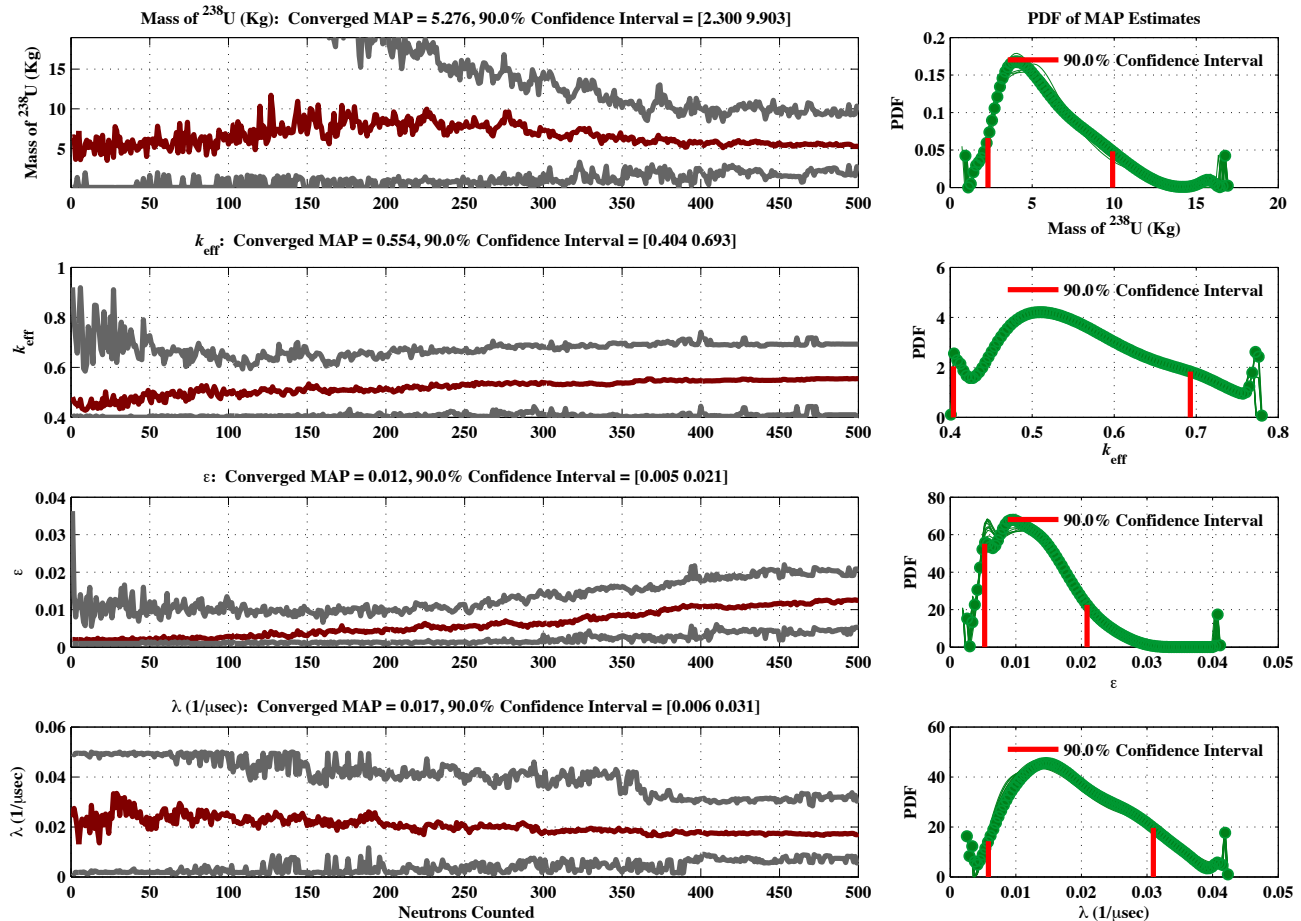 Mass of ²³⁸U (Kg): Converged MAP = 5.276, 90.0% Confidence Interval = [2.300 9.903]
Mass of ²³⁸U (Kg)
15
10
5
0 50 100 150 200 250 300 350 400 450 500
PDF of MAP Estimates
PDF
0.2
0.15
0.1
0.05
0
90.0% Confidence Interval
0 5 10 15 20
Mass of ²³⁸U (Kg)
k_eff: Converged MAP = 0.554, 90.0% Confidence Interval = [0.404 0.693]
k_eff
1
0.8
0.6
0.4
0 50 100 150 200 250 300 350 400 450 500
PDF
6
4
2
0
90.0% Confidence Interval
0.4 0.5 0.6 0.7 0.8
k_eff
ε: Converged MAP = 0.012, 90.0% Confidence Interval = [0.005 0.021]
ε
0.04
0.03
0.02
0.01
0
0 50 100 150 200 250 300 350 400 450 500
PDF
80
60
40
20
0
90.0% Confidence Interval
0 0.01 0.02 0.03 0.04 0.05
ε
λ (1/μsec): Converged MAP = 0.017, 90.0% Confidence Interval = [0.006 0.031]
λ (1/μsec)
0.06
0.04
0.02
0
0 50 100 150 200 250 300 350 400 450 500
Neutrons Counted
PDF
60
40
20
0
90.0% Confidence Interval
0 0.01 0.02 0.03 0.04 0.05
λ (1/μsec)